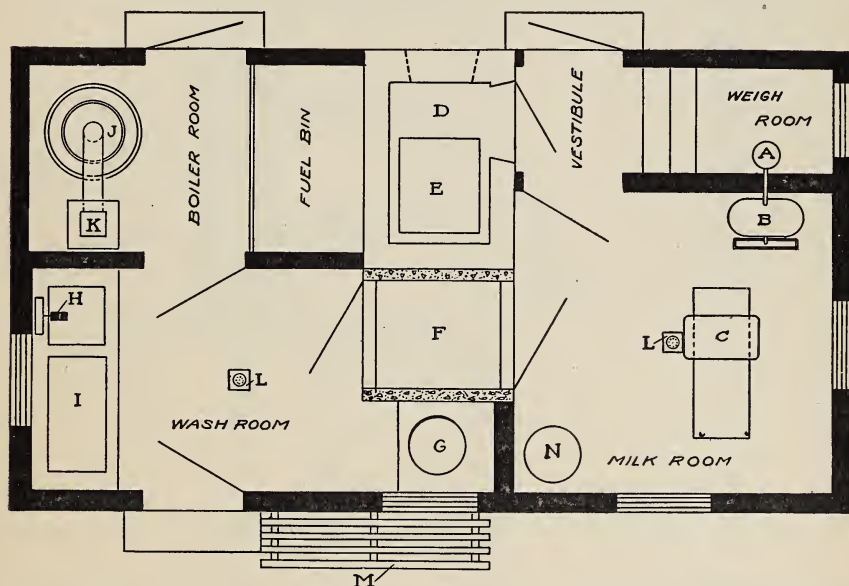 BOILER ROOM
FUEL BIN
D
E
VESTIBULE
WEIGH
ROOM
A
B
J
K
H
I
L
WASH ROOM
F
G
L
C
N
MILK ROOM
M